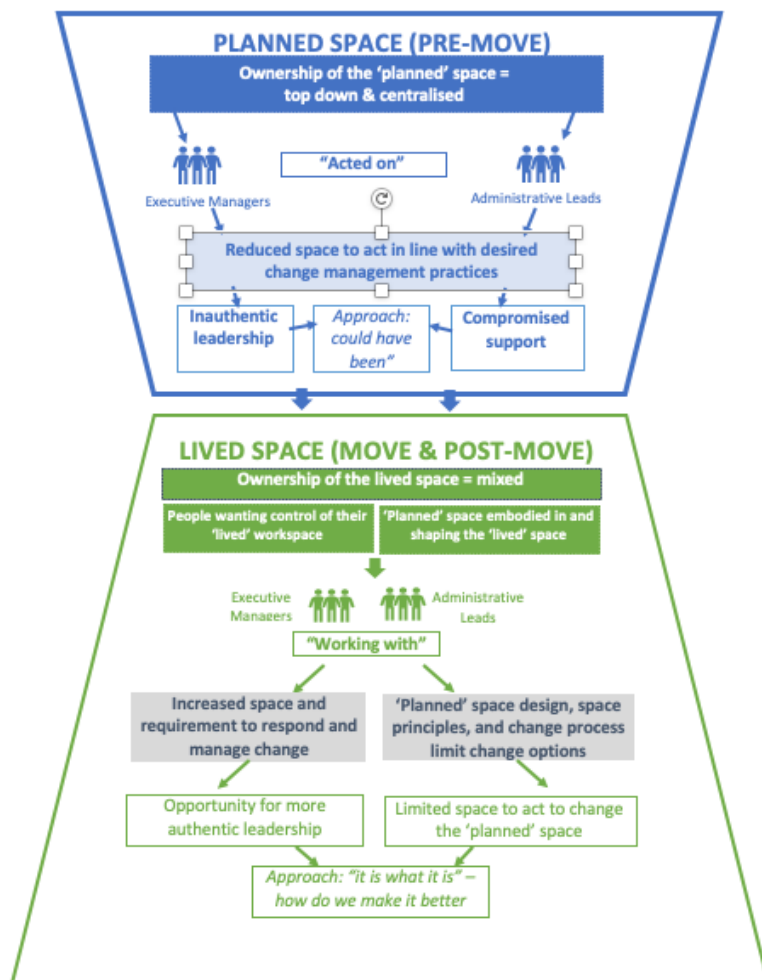 PLANNED SPACE (PRE-MOVE)
Ownership of the ‘planned’ space =
top down & centralised
“Acted on”
Executive Managers
Administrative Leads
Reduced space to act in line with desired
change management practices
Inauthentic
leadership
Approach:
could have
been”
Compromised
support
LIVED SPACE (MOVE & POST-MOVE)
Ownership of the lived space = mixed
People wanting control of their
‘lived’ workspace
‘Planned’ space embodied in and
shaping the ‘lived’ space
Executive
Managers
Administrative
Leads
“Working with”
Increased space and
requirement to respond and
manage change
‘Planned’ space design, space
principles, and change process
limit change options
Opportunity for more
authentic leadership
Limited space to act to change
the ‘planned’ space
Approach: “it is what it is” –
how do we make it better